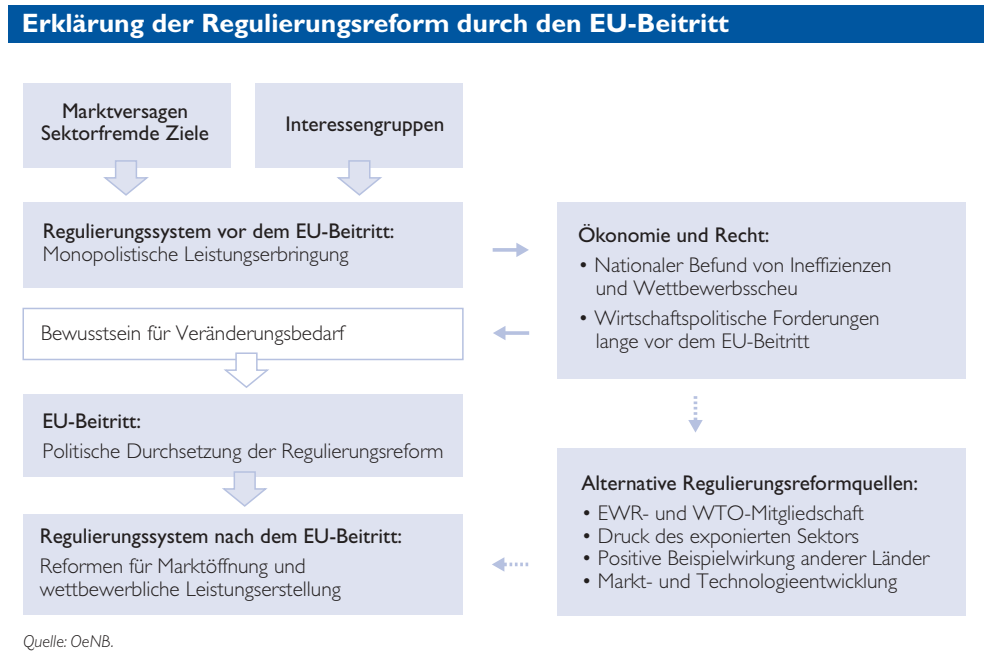 Erklärung der Regulierungsreform durch den EU-Beitritt
Marktversagen
Sektorfremde Ziele
Interessengruppen
Regulierungssystem vor dem EU-Beitritt:
Monopolistische Leistungserbringung
Ökonomie und Recht:
• Nationaler Befund von Ineffizienzen
und Wettbewerbsscheu
• Wirtschaftspolitische Forderungen
lange vor dem EU-Beitritt
Bewusstsein für Veränderungsbedarf
EU-Beitritt:
Politische Durchsetzung der Regulierungsreform
Alternative Regulierungsreformquellen:
• EWR- und WTO-Mitgliedschaft
• Druck des exponierten Sektors
• Positive Beispielwirkung anderer Länder
• Markt- und Technologieentwicklung
Regulierungssystem nach dem EU-Beitritt:
Reformen für Marktöffnung und
wettbewerbliche Leistungserstellung
Quelle: OeNB.